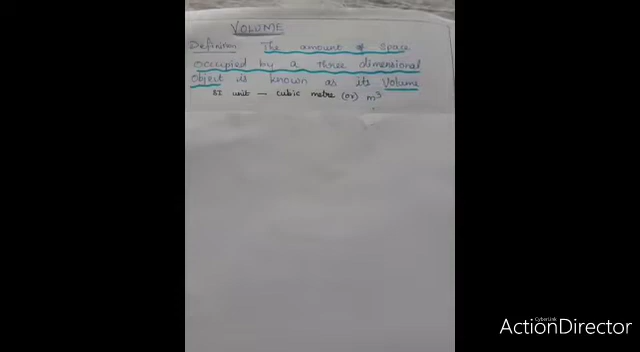 VOLUME
Definition The amount of space
occupied by a three dimensional
object is known as its Volume
SI unit — cubic metre (or) m³
CyberLink
ActionDirector